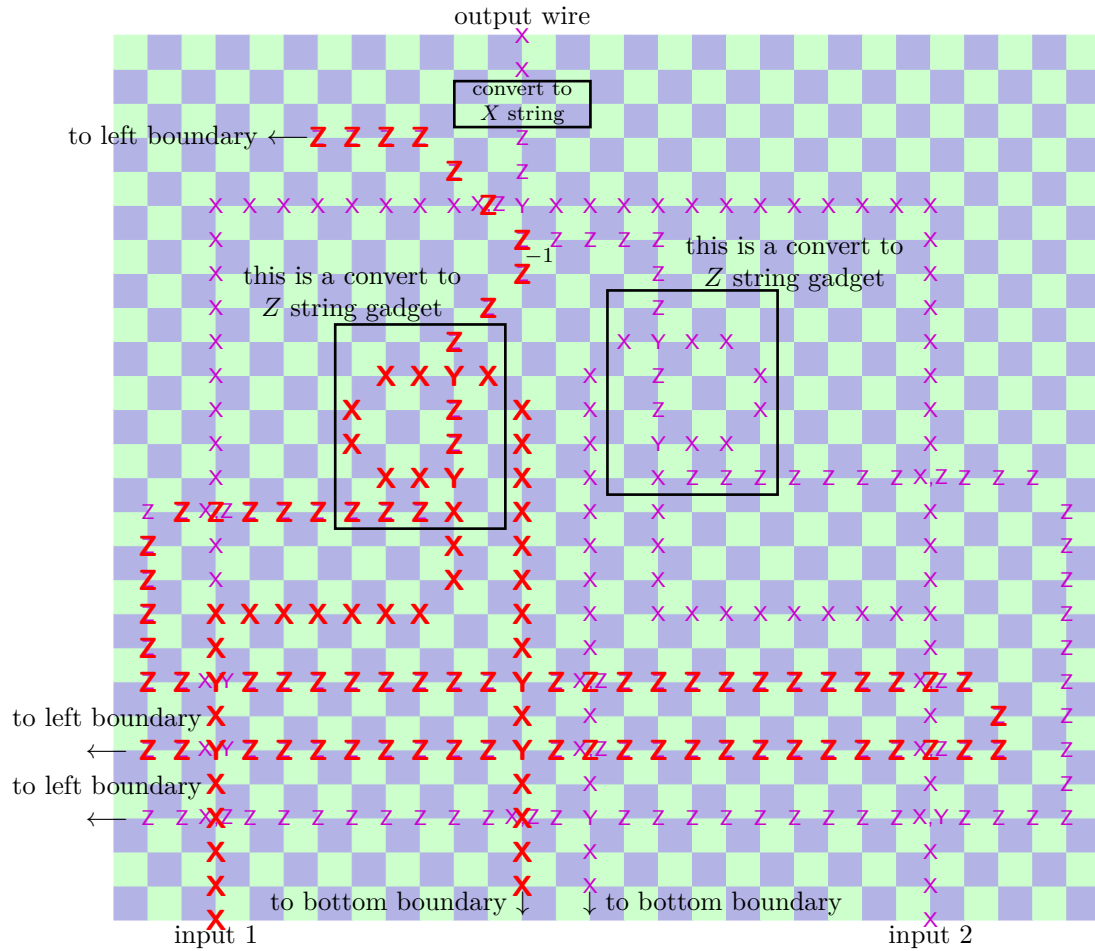 output wire
X
X
convert to
X string
to left boundary ← Z Z Z Z Z
Z Z
X X X X X X X X X,Z Y X X X X X X X X X X X X
X Z Z Z Z Z X
−1
this is a convert to
Z string gadget
this is a convert to
Z string gadget
X Z Z X
X Z Z X
X Z X Y X X X
X X X Y X X Z X X
X X Z X X Z X X
X X Z X X Y X X X
X X X Y X X X Z Z Z Z Z Z Z X,Z Z Z Z
Z Z X,Z Z Z Z Z Z Z X X X X X Z
Z X X X X X X Z
Z X X X X X X Z
Z X X X X X X X X X X X X X X X X X X Z
Z X X X X Z
Z Z X,Y Z Z Z Z Z Z Z Z Y Z X,Z Z Z Z Z Z Z Z Z Z X,Z Z Z
to left boundary
X X X X Z Z
← Z Z X,Y Z Z Z Z Z Z Z Z Y Z X,Z Z Z Z Z Z Z Z Z Z X,Z Z Z Z
to left boundary
X X X X Z
← Z Z X,Z Z Z Z Z Z Z Z Z X,Z Z Y Z Z Z Z Z Z Z Z Z X,Y Z Z Z Z
X X X X
X X X X
to bottom boundary ↓ ↓ to bottom boundary
X X
input 1
input 2